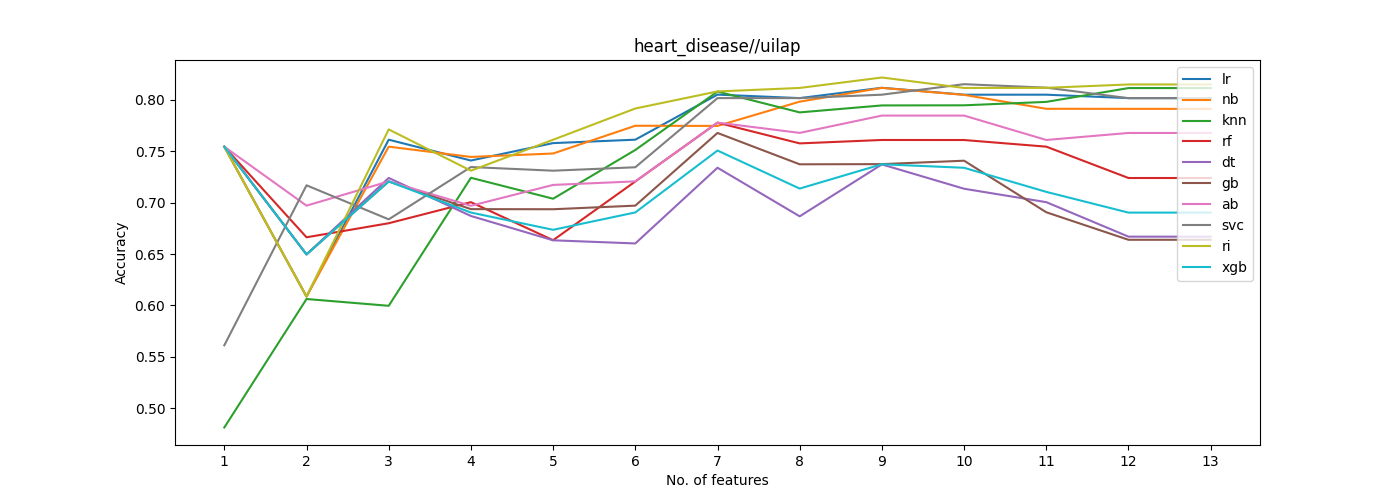 heart_disease//uilap
Accuracy
0.80
0.75
0.70
0.65
0.60
0.55
0.50
1 2 3 4 5 6 7 8 9 10 11 12 13
No. of features
lr
nb
knn
rf
dt
gb
ab
svc
ri
xgb